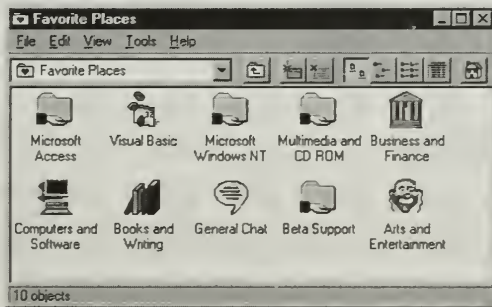 Favorite Places
File Edit View Tools Help
Favorite Places
Microsoft Access
Visual Basic
Microsoft Windows NT
Multimedia and CD ROM
Business and Finance
Computers and Software
Books and Writing
General Chat
Beta Support
Arts and Entertainment
10 objects